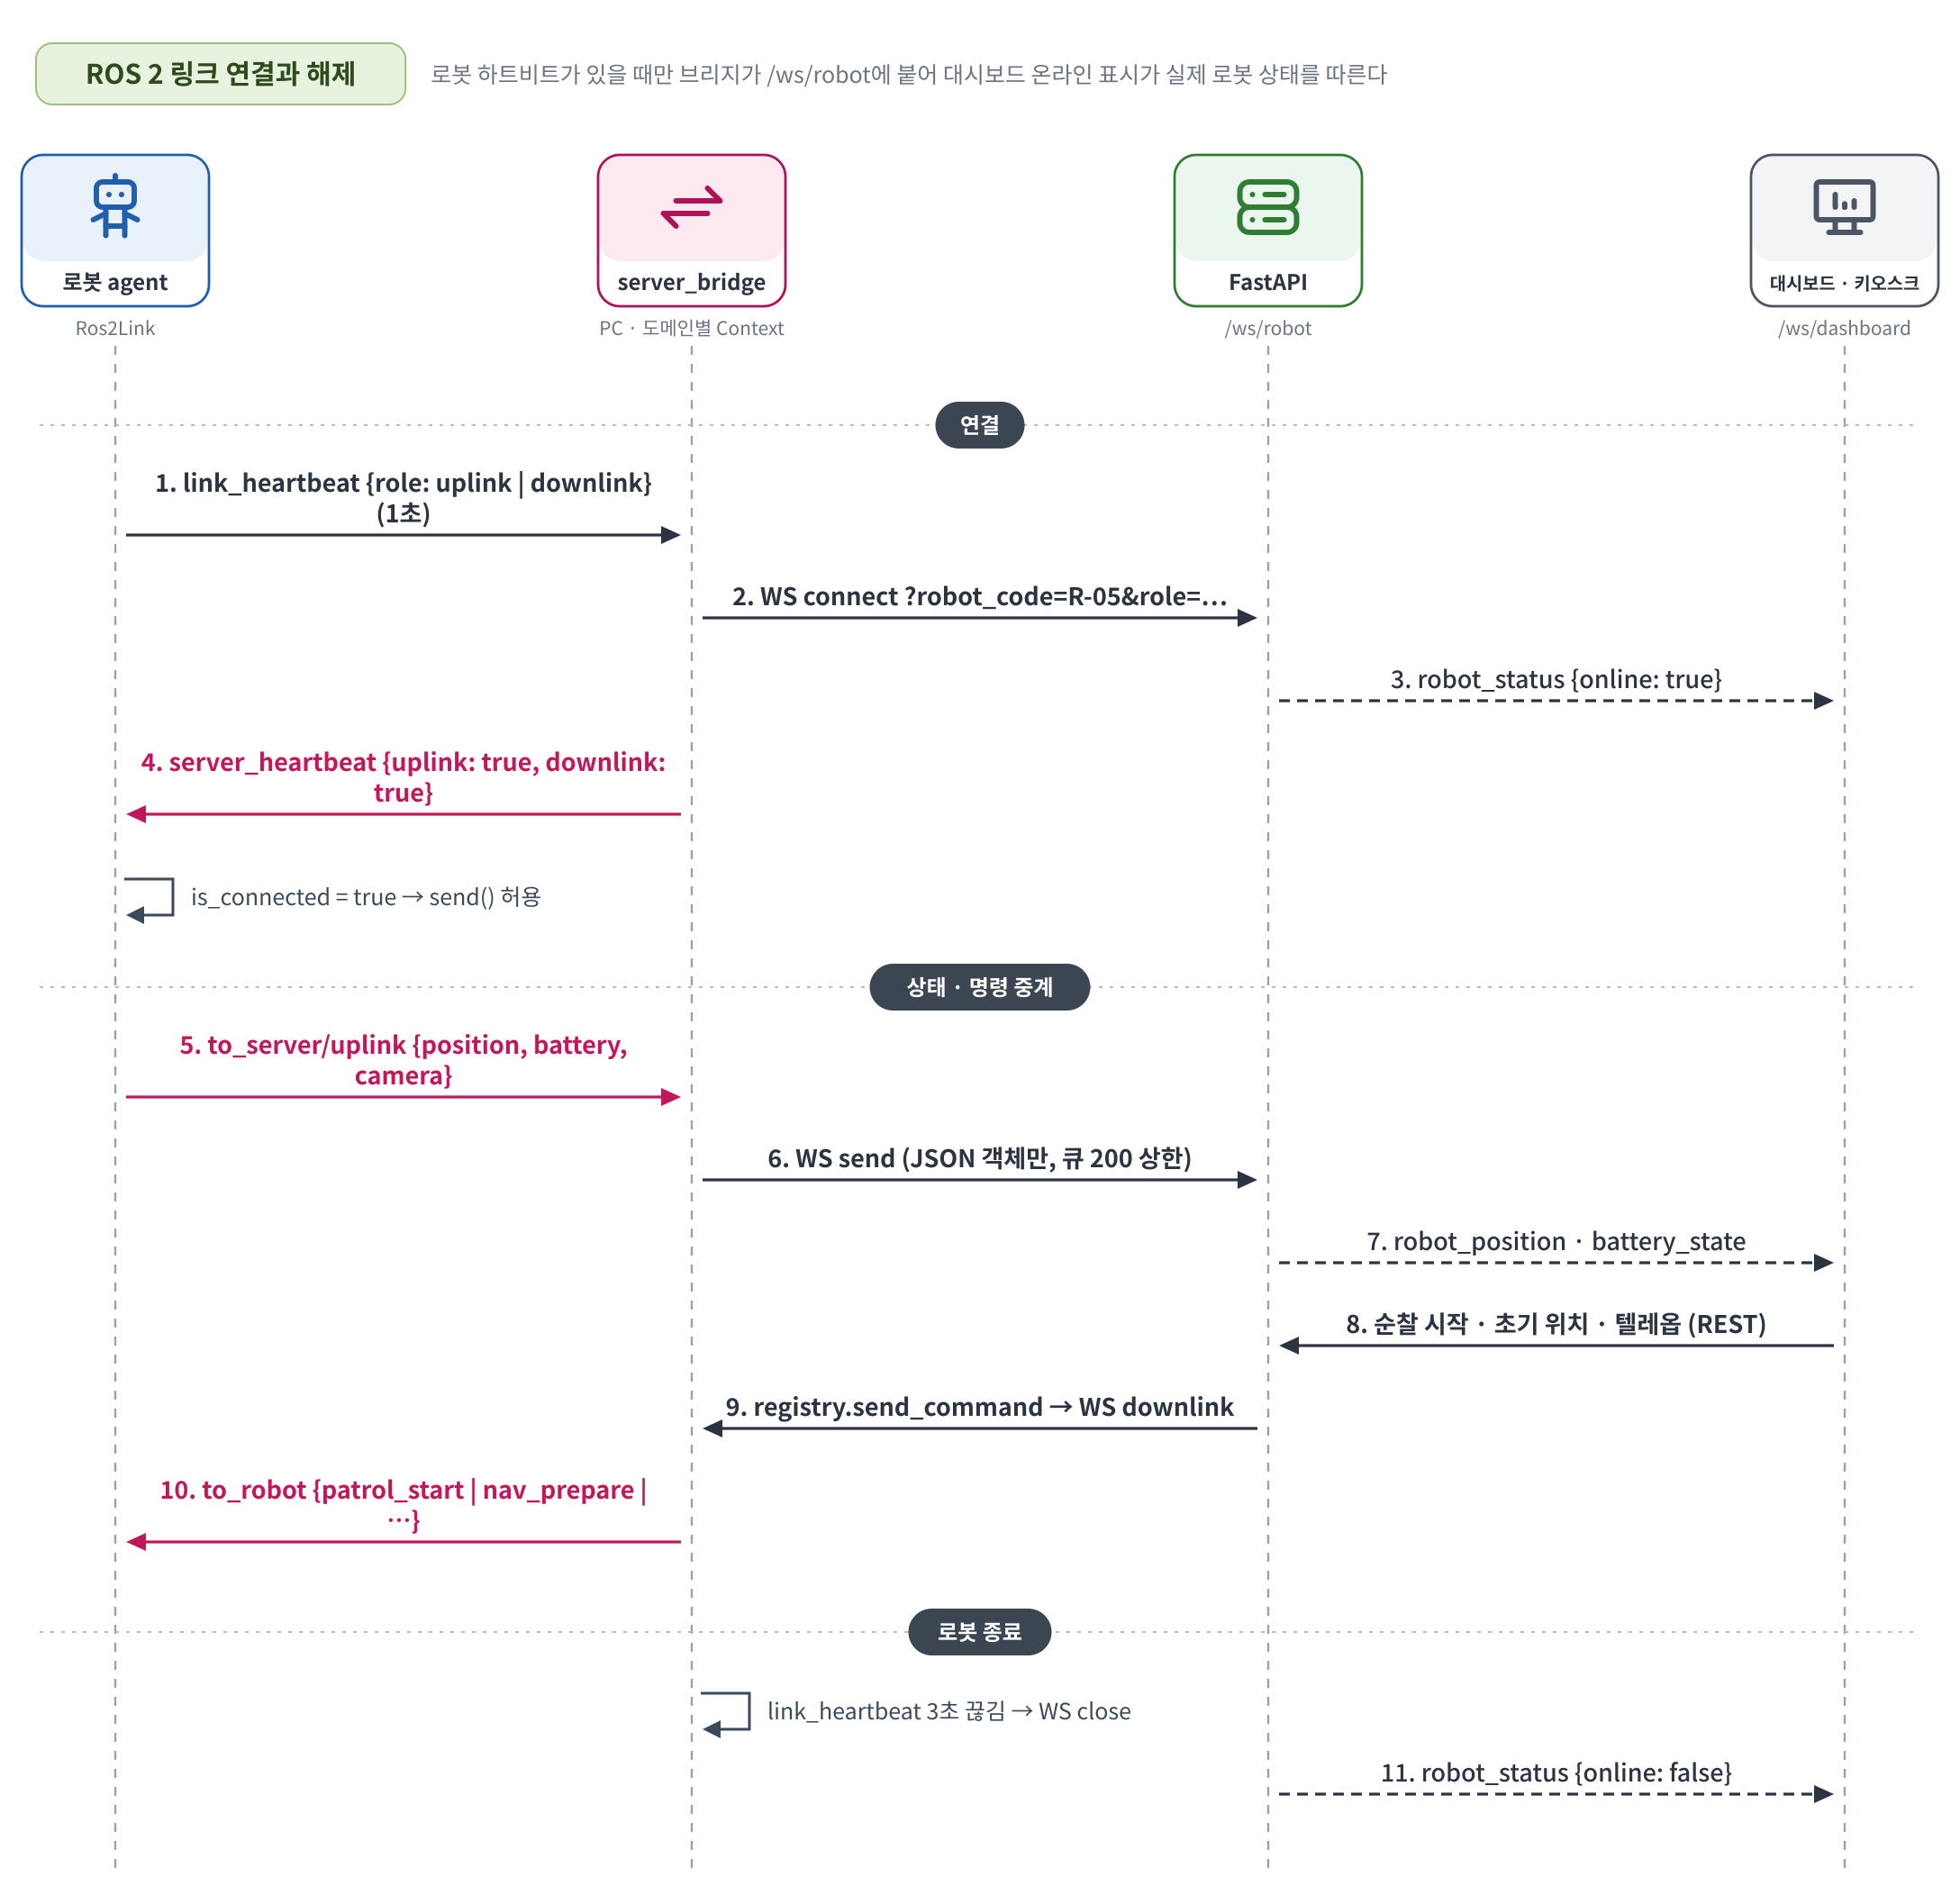 ROS 2 링크 연결과 해제
로봇 하트비트가 있을 때만 브리지가 /ws/robot에 붙어 대시보드 온라인 표시가 실제 로봇 상태를 따른다
로봇 agent
server_bridge
FastAPI
대시보드 · 키오스크
Ros2Link
PC · 도메인별 Context
/ws/robot
/ws/dashboard
연결
1. link_heartbeat {role: uplink | downlink}
(1초)
2. WS connect ?robot_code=R-05&role=…
3. robot_status {online: true}
4. server_heartbeat {uplink: true, downlink:
true}
is_connected = true → send() 허용
상태 · 명령 중계
5. to_server/uplink {position, battery,
camera}
6. WS send (JSON 객체만, 큐 200 상한)
7. robot_position · battery_state
8. 순찰 시작 · 초기 위치 · 텔레옵 (REST)
9. registry.send_command → WS downlink
10. to_robot {patrol_start | nav_prepare |
…}
로봇 종료
link_heartbeat 3초 끊김 → WS close
11. robot_status {online: false}